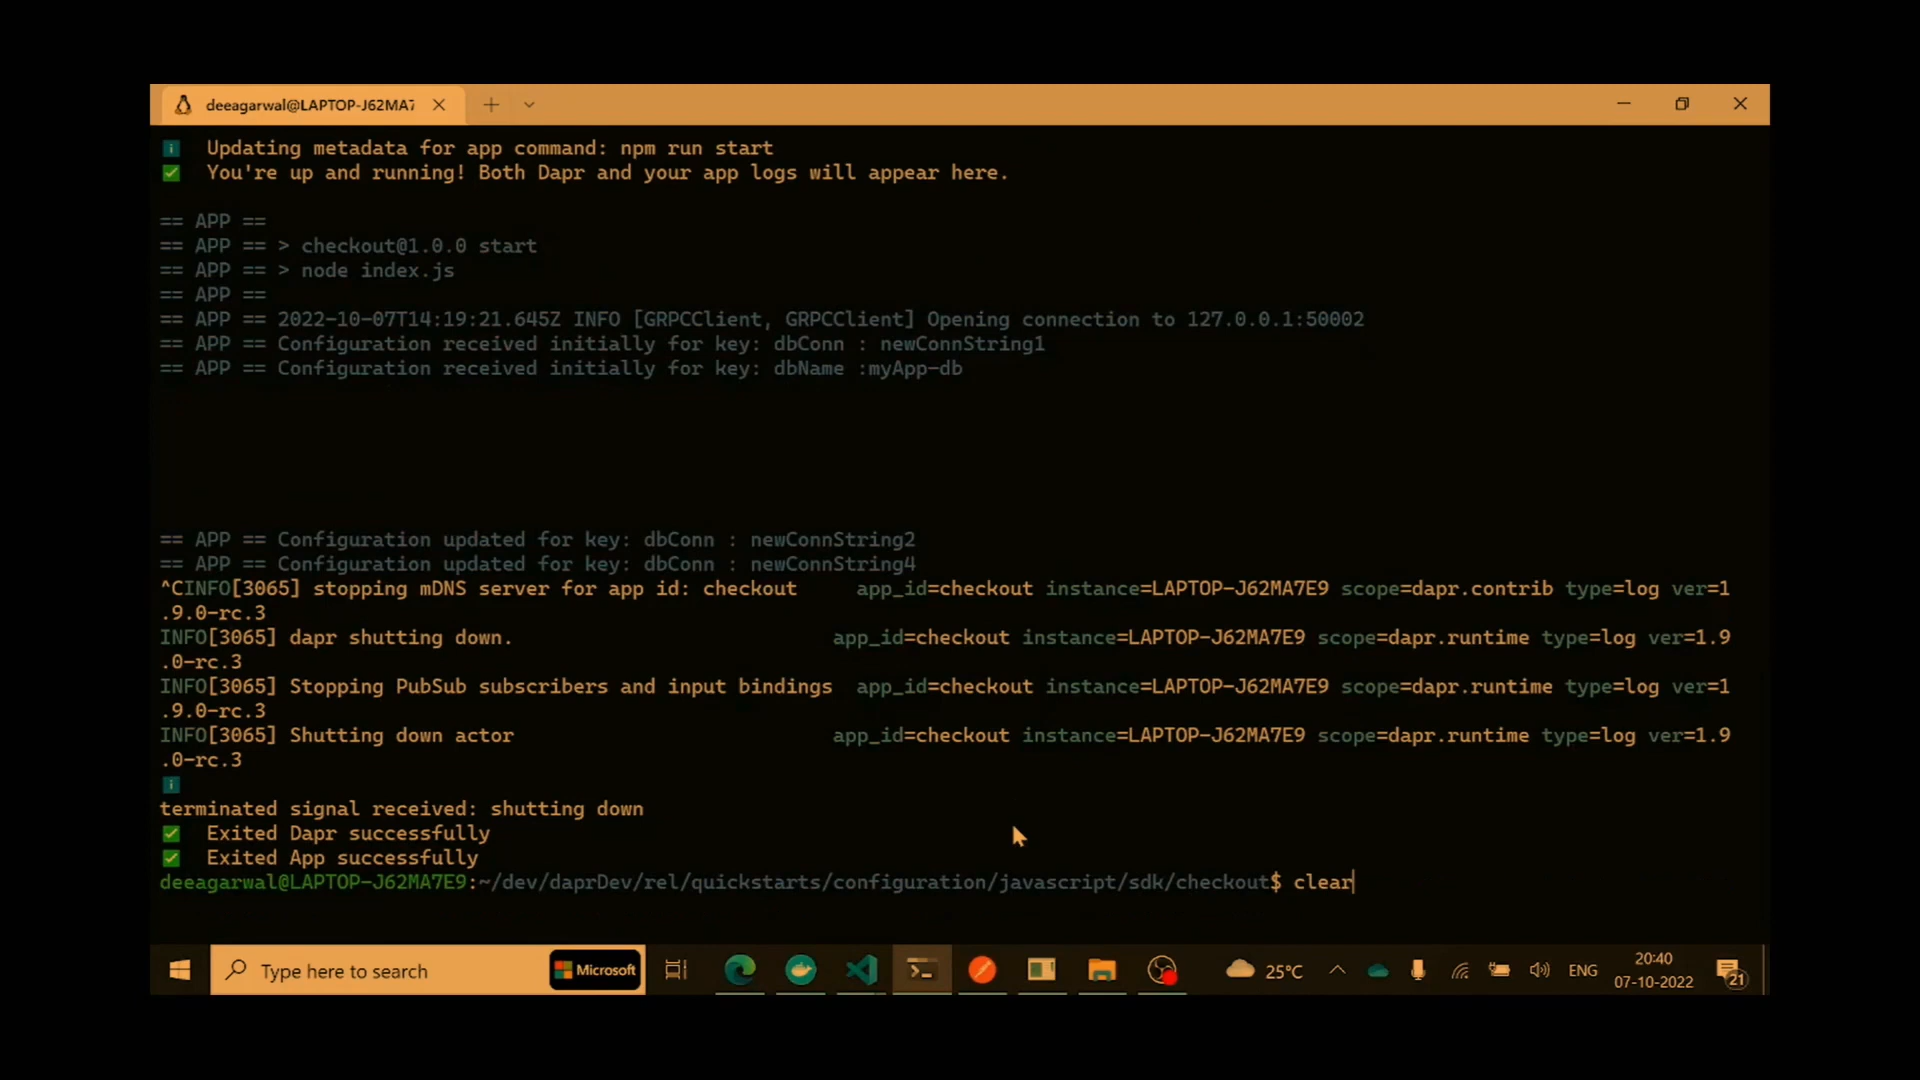 deeagarwal@LAPTOP-J62MA7
Updating metadata for app command: npm run start
You're up and running! Both Dapr and your app logs will appear here.
== APP ==
== APP == > checkout@1.0.0 start
== APP == > node index.js
== APP ==
== APP == 2022-10-07T14:19:21.645Z INFO [GRPCClient, GRPCClient] Opening connection to 127.0.0.1:50002
== APP == Configuration received initially for key: dbConn : newConnString1
== APP == Configuration received initially for key: dbName :myApp-db
== APP == Configuration updated for key: dbConn : newConnString2
== APP == Configuration updated for key: dbConn : newConnString4
^CINFO[3065] stopping mDNS server for app id: checkout app_id=checkout instance=LAPTOP-J62MA7E9 scope=dapr.contrib type=log ver=1
.9.0-rc.3
INFO[3065] dapr shutting down. app_id=checkout instance=LAPTOP-J62MA7E9 scope=dapr.runtime type=log ver=1.9
.0-rc.3
INFO[3065] Stopping PubSub subscribers and input bindings app_id=checkout instance=LAPTOP-J62MA7E9 scope=dapr.runtime type=log ver=1
.9.0-rc.3
INFO[3065] Shutting down actor app_id=checkout instance=LAPTOP-J62MA7E9 scope=dapr.runtime type=log ver=1.9
.0-rc.3
terminated signal received: shutting down
Exited Dapr successfully
Exited App successfully
deeagarwal@LAPTOP-J62MA7E9:~/dev/daprDev/rel/quickstarts/configuration/javascript/sdk/checkout$ clear
Type here to search
Microsoft
25°C
ENG
20:40
07-10-2022
21